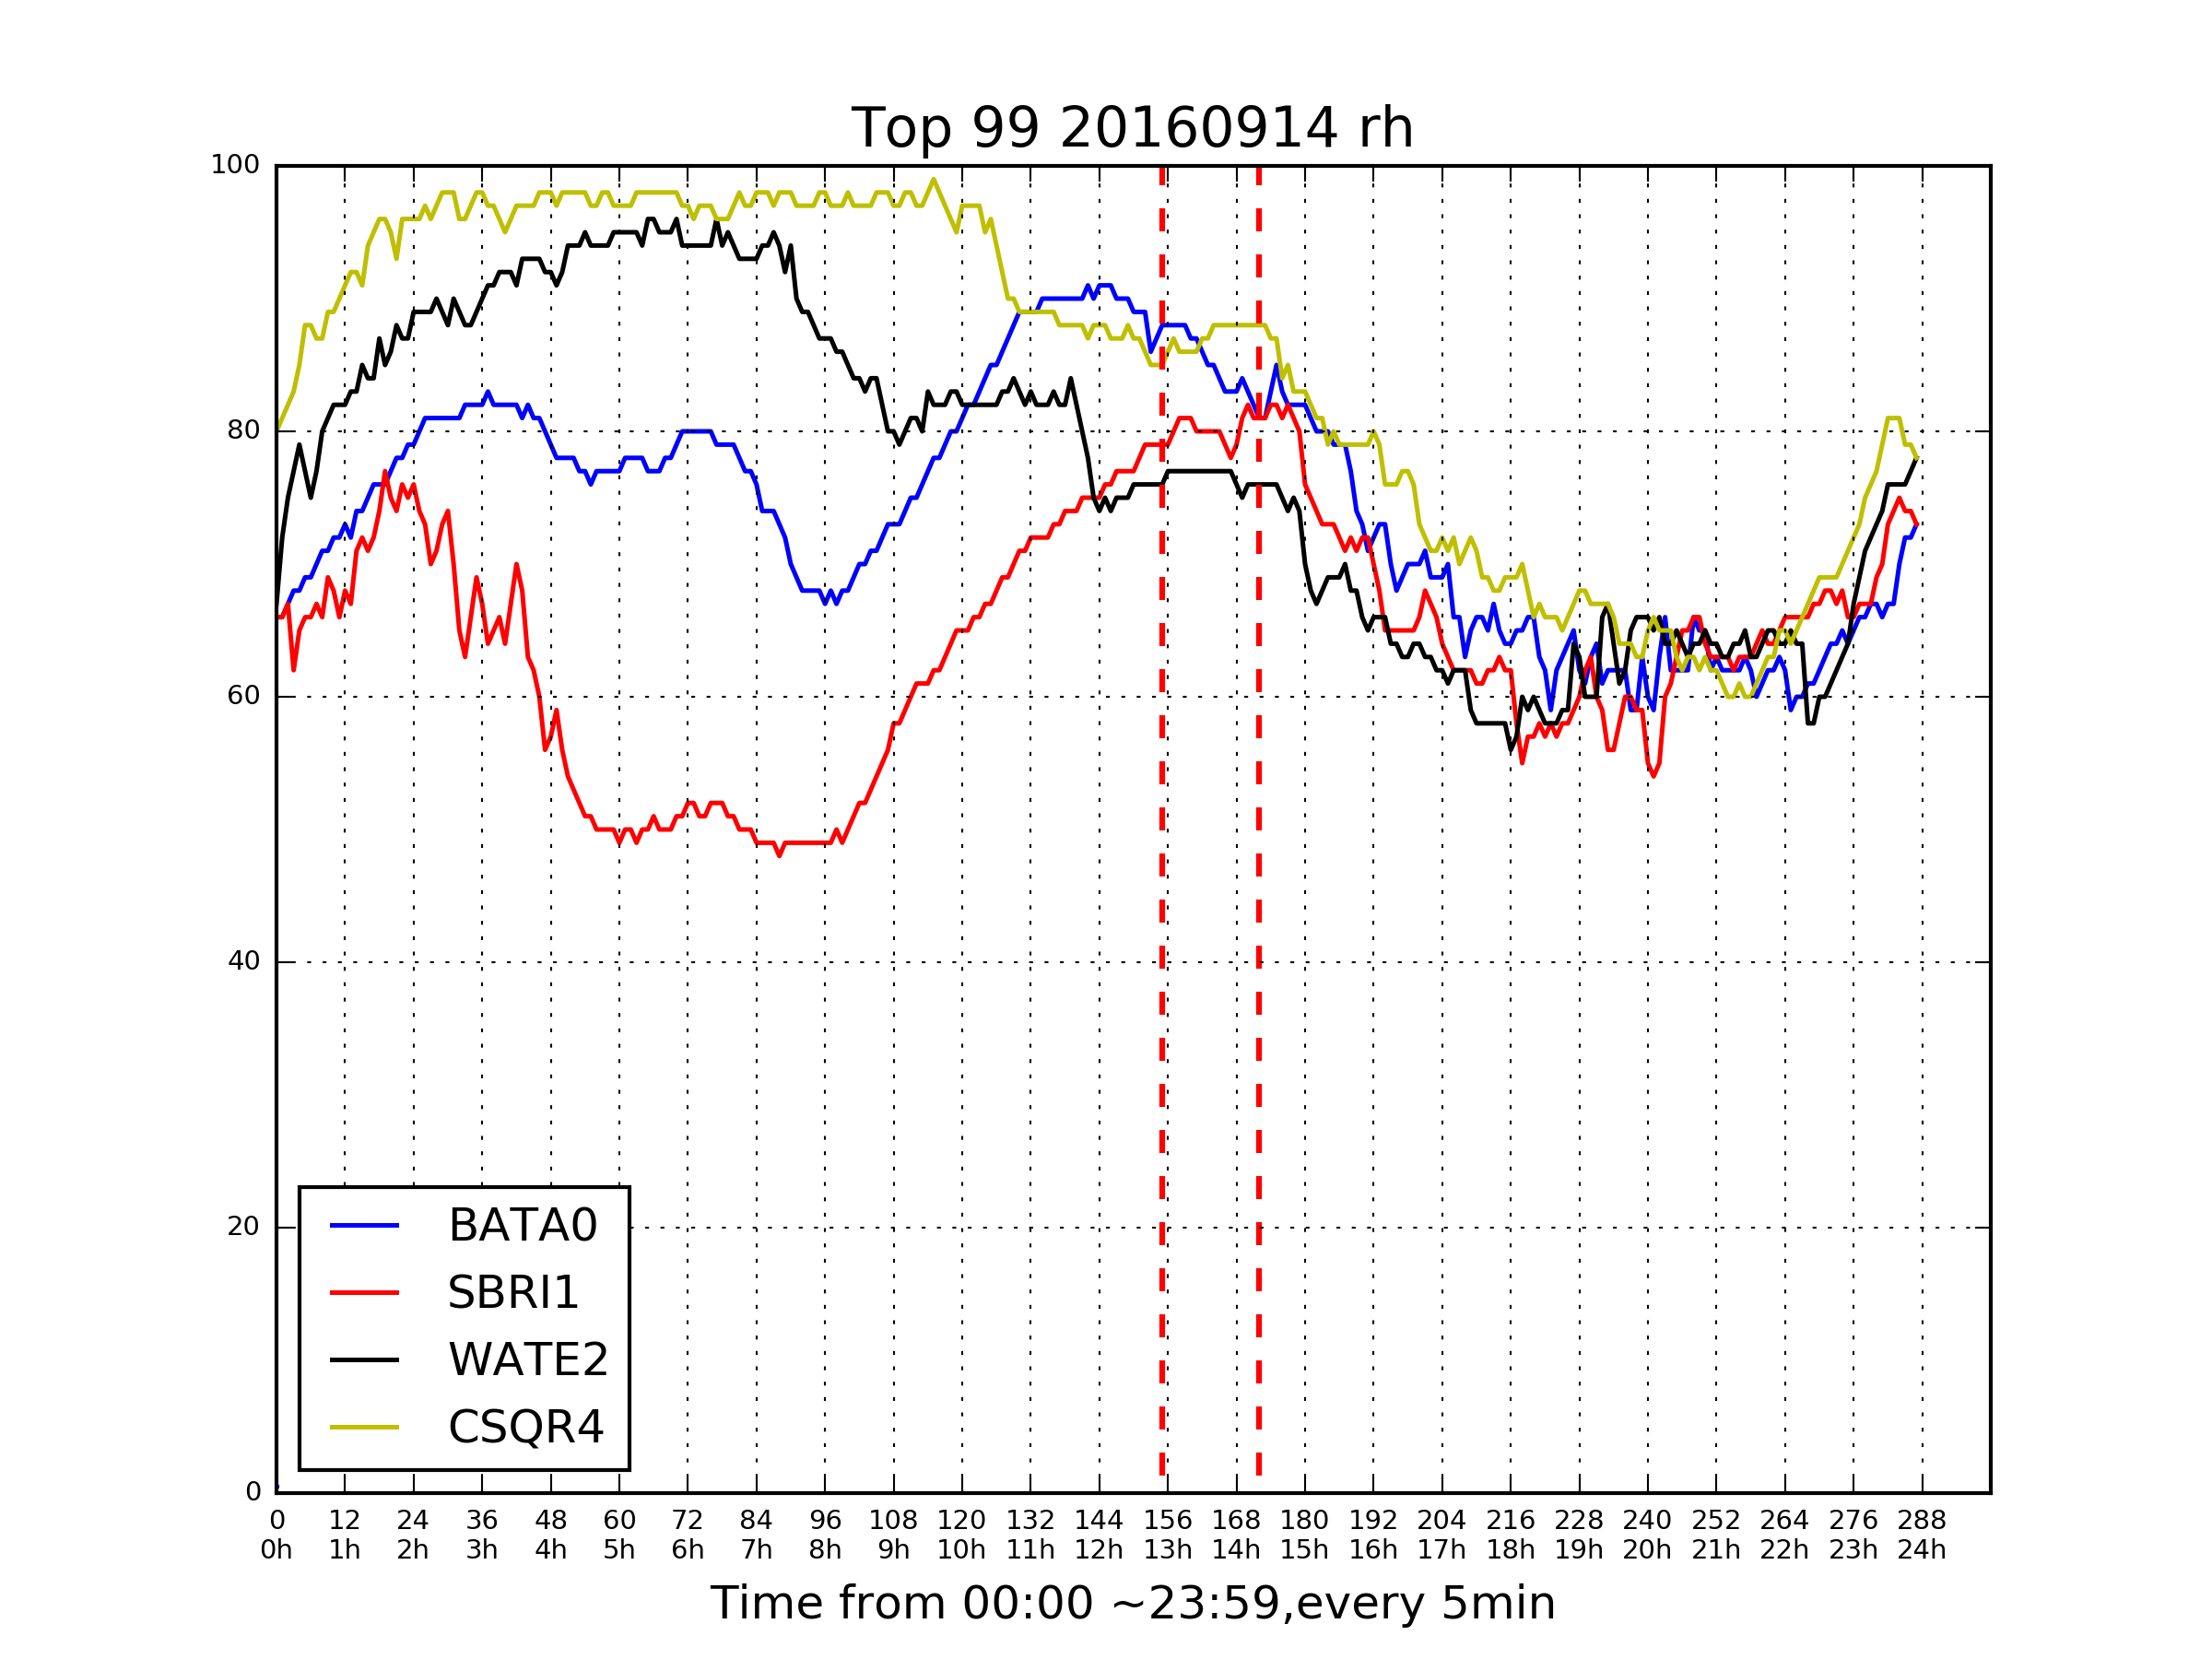 Top 99 20160914 rh
100
80
60
40
20
0
BATA0
SBRI1
WATE2
CSQR4
0 12 24 36 48 60 72 84 96 108 120 132 144 156 168 180 192 204 216 228 240 252 264 276 288
0h 1h 2h 3h 4h 5h 6h 7h 8h 9h 10h 11h 12h 13h 14h 15h 16h 17h 18h 19h 20h 21h 22h 23h 24h
Time from 00:00 ~23:59,every 5min